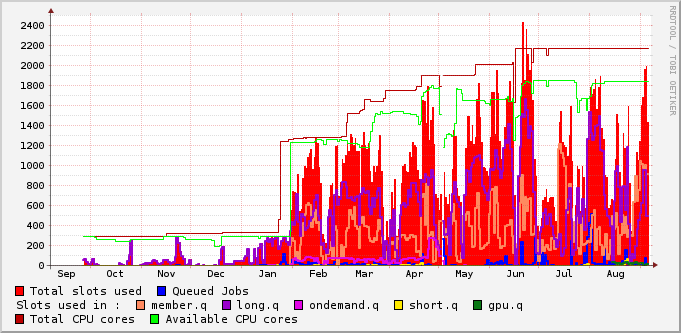 2400
2200
2000
1800
1600
1400
1200
1000
800
600
400
200
0
Sep Oct Nov Dec Jan Feb Mar Apr May Jun Jul Aug
Total slots used Queued Jobs
Slots used in : member.q long.q ondemand.q short.q gpu.q
Total CPU cores Available CPU cores
RRDTOOL / TOBI OETIKER